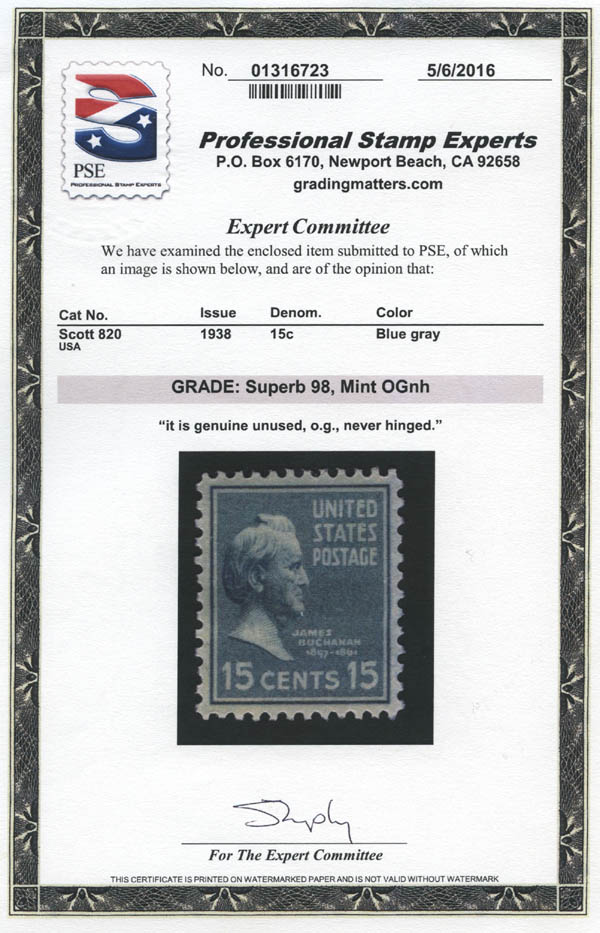 No. 01316723 5/6/2016
PSE
PROFESSIONAL STAMP EXPERTS
Professional Stamp Experts
P.O. Box 6170, Newport Beach, CA 92658
gradingmatters.com
Expert Committee
We have examined the enclosed item submitted to PSE, of which
an image is shown below, and are of the opinion that:
Cat No. Issue Denom. Color
Scott 820 1938 15c Blue gray
USA
GRADE: Superb 98, Mint OGnh
“it is genuine unused, o.g., never hinged.”
UNITED
STATES
POSTAGE
JAMES
BUCHANAN
1857-1861
15 CENTS 15
For The Expert Committee
THIS CERTIFICATE IS PRINTED ON WATERMARKED PAPER AND IS NOT VALID WITHOUT WATERMARK